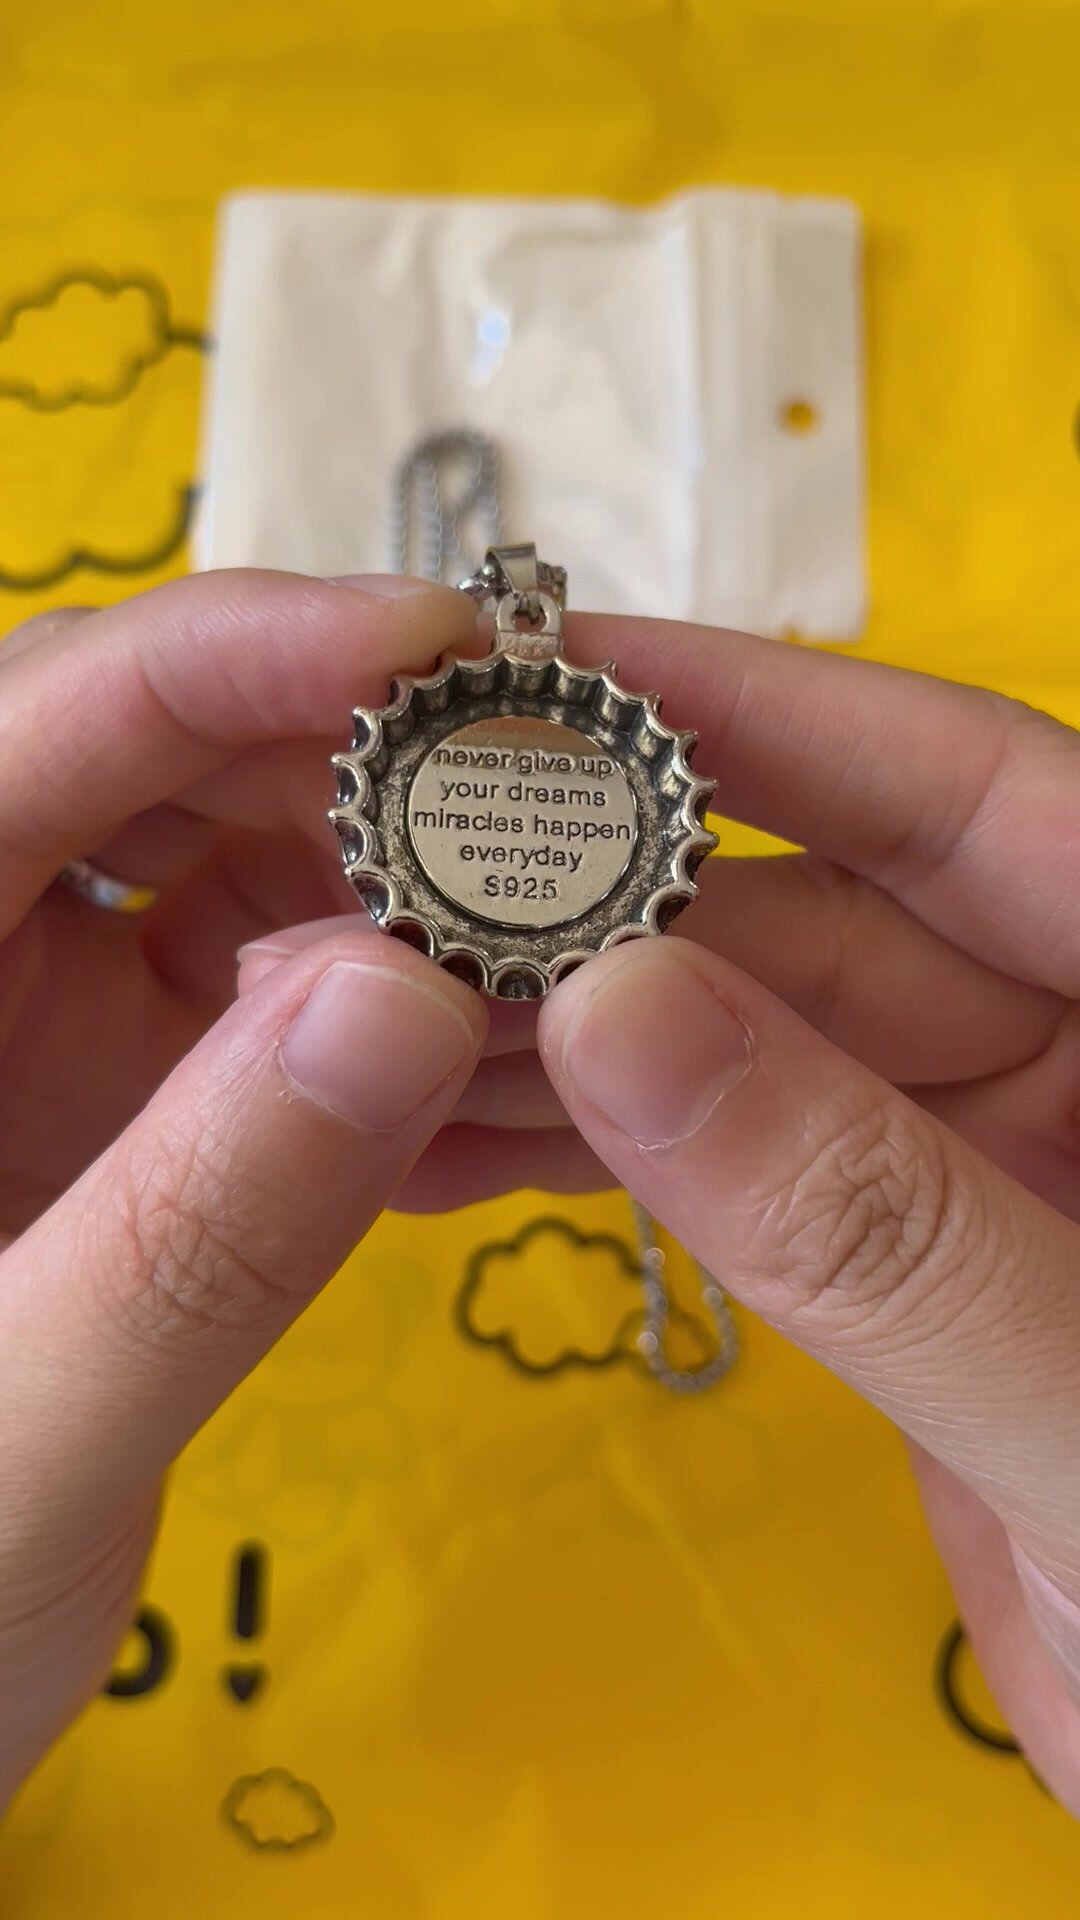 never give up
your dreams
miracles happen
everyday
S925
!